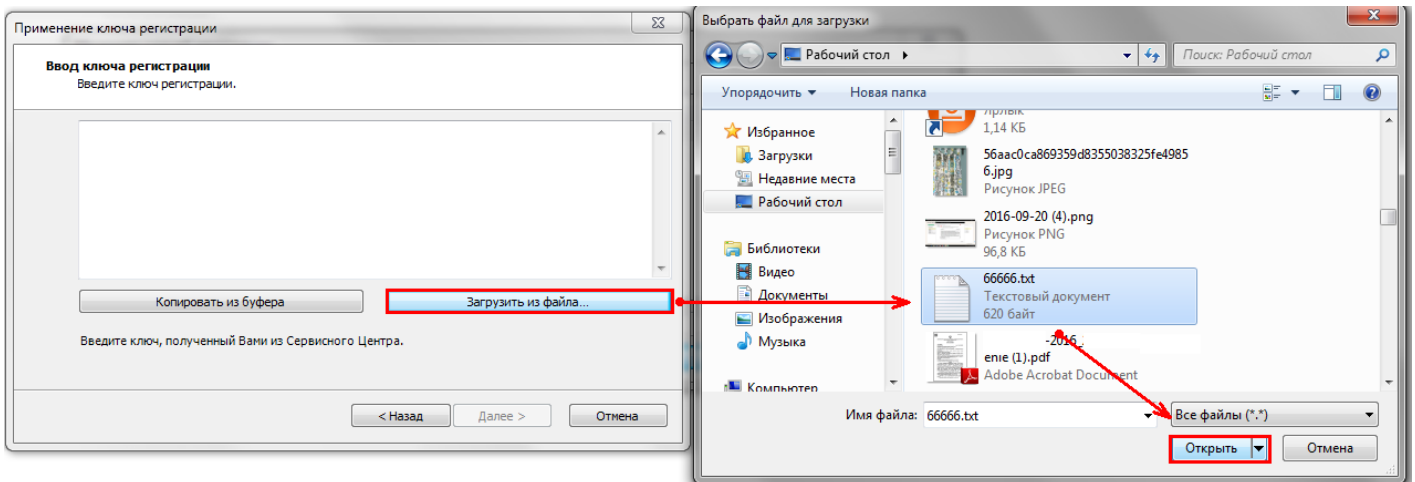 Применение ключа регистрации
Ввод ключа регистрации
Введите ключ регистрации.
Копировать из буфера
Загрузить из файла...
Введите ключ, полученный Вами из Сервисного Центра.
< Назад
Далее >
Отмена
Выбрать файл для загрузки
Рабочий стол
Поиск: Рабочий стол
Упорядочить
Новая папка
Избранное
Загрузки
Недавние места
Рабочий стол
Библиотеки
Видео
Документы
Изображения
Музыка
Компьютер
Ярлык
1,14 КБ
56aac0ca869359d8355038325fe4985
6.jpg
Рисунок JPEG
2016-09-20 (4).png
Рисунок PNG
96,8 КБ
66666.txt
Текстовый документ
620 байт
-2016_
ение (1).pdf
Adobe Acrobat Document
Имя файла:
66666.txt
Все файлы (*.*)
Открыть
Отмена